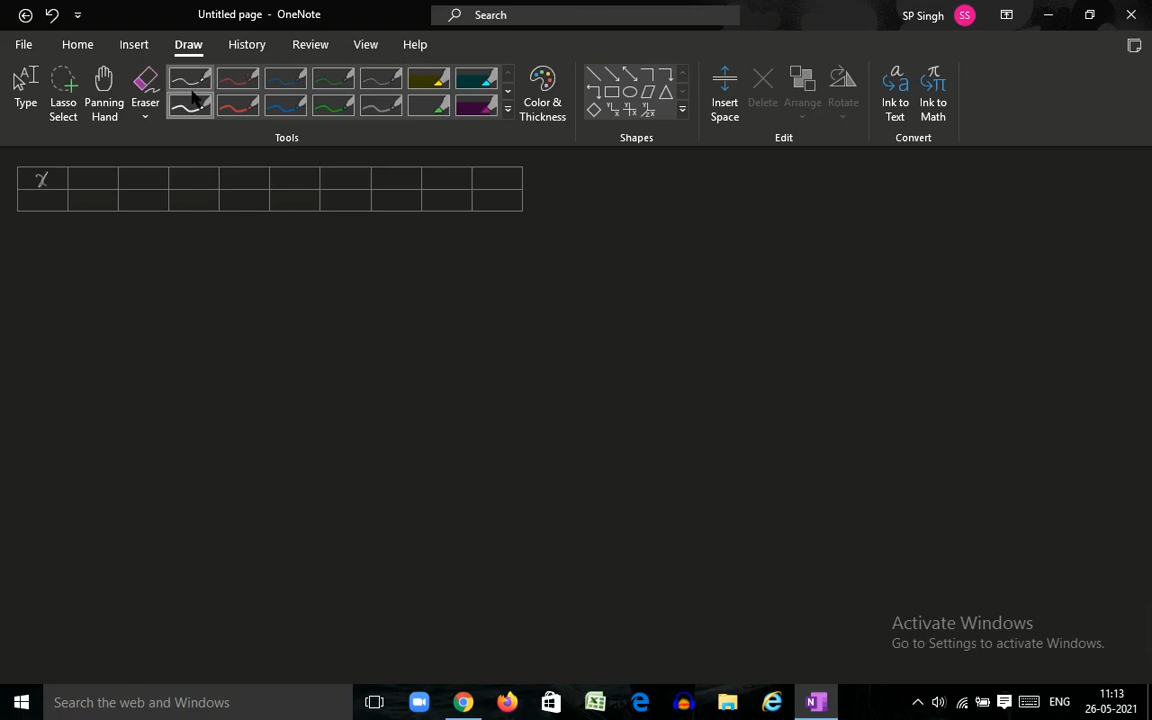 Untitled page - OneNote
Search
SP Singh SS
File Home Insert Draw History Review View Help
Type
Lasso Select
Panning Hand
Eraser
Color & Thickness
Insert Space
Delete
Arrange
Rotate
Ink to Text
Ink to Math
Tools
Shapes
Edit
Convert
x
Activate Windows
Go to Settings to activate Windows.
Search the web and Windows
ENG
11:13
26-05-2021